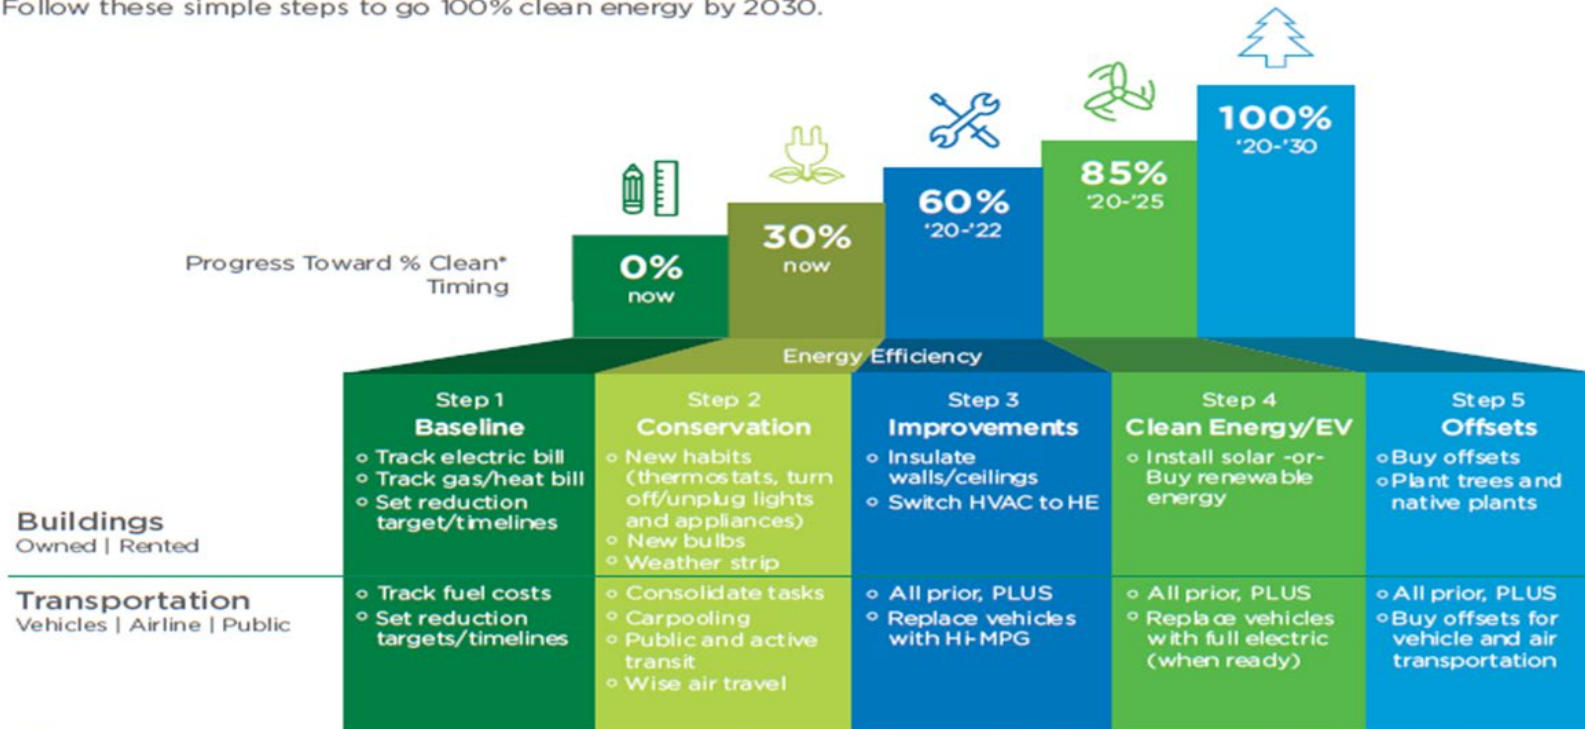 Follow these simple steps to go 100% clean energy by 2030.
Progress Toward % Clean*
Timing
0%
now
30%
now
60%
'20-'22
85%
'20-'25
100%
'20-'30
Energy Efficiency
Step 1
Baseline
Step 2
Conservation
Step 3
Improvements
Step 4
Clean Energy/EV
Step 5
Offsets
Buildings
Owned | Rented
Track electric bill
Track gas/heat bill
Set reduction
target/timelines
New habits
(thermostats, turn
off/unplug lights
and appliances)
New bulbs
Weather strip
Insulate
walls/ceilings
Switch HVAC to HE
Install solar -or-
Buy renewable
energy
Buy offsets
Plant trees and
native plants
Transportation
Vehicles | Airline | Public
Track fuel costs
Set reduction
targets/timelines
Consolidate tasks
Carpooling
Public and active
transit
Wise air travel
All prior, PLUS
Replace vehicles
with Hi-MPG
All prior, PLUS
Replace vehicles
with full electric
(when ready)
All prior, PLUS
Buy offsets for
vehicle and air
transportation